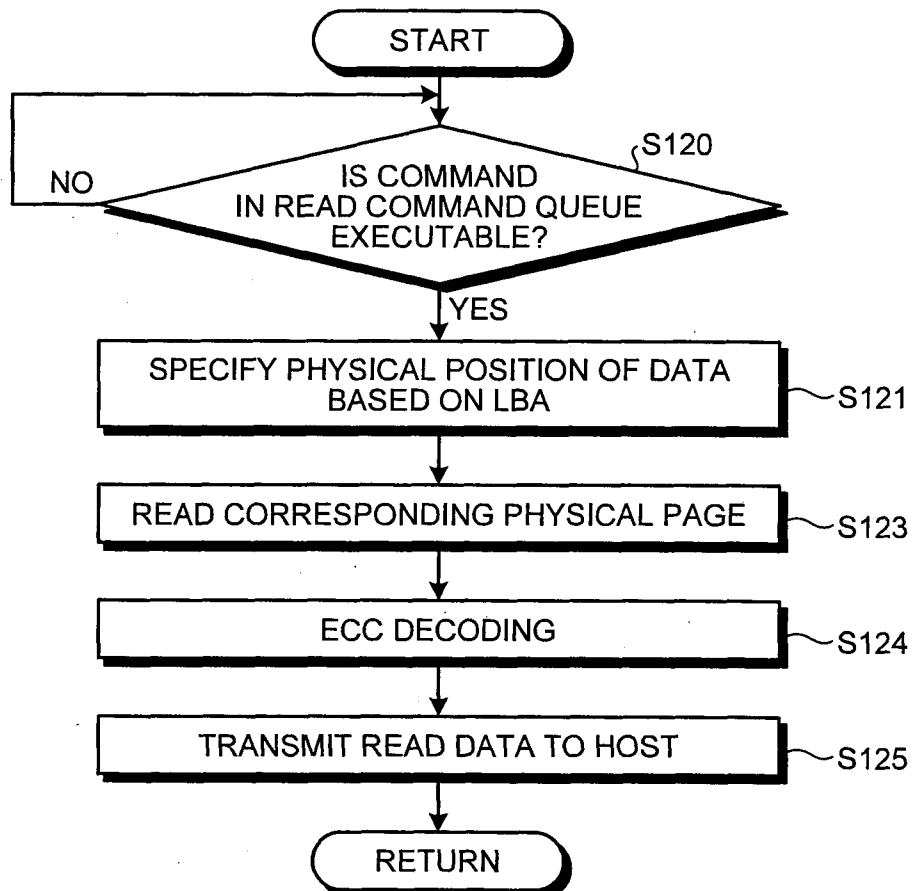 START
S120
IS COMMAND
IN READ COMMAND QUEUE
EXECUTABLE?
NO
YES
SPECIFY PHYSICAL POSITION OF DATA
BASED ON LBA
S121
READ CORRESPONDING PHYSICAL PAGE
S123
ECC DECODING
S124
TRANSMIT READ DATA TO HOST
S125
RETURN